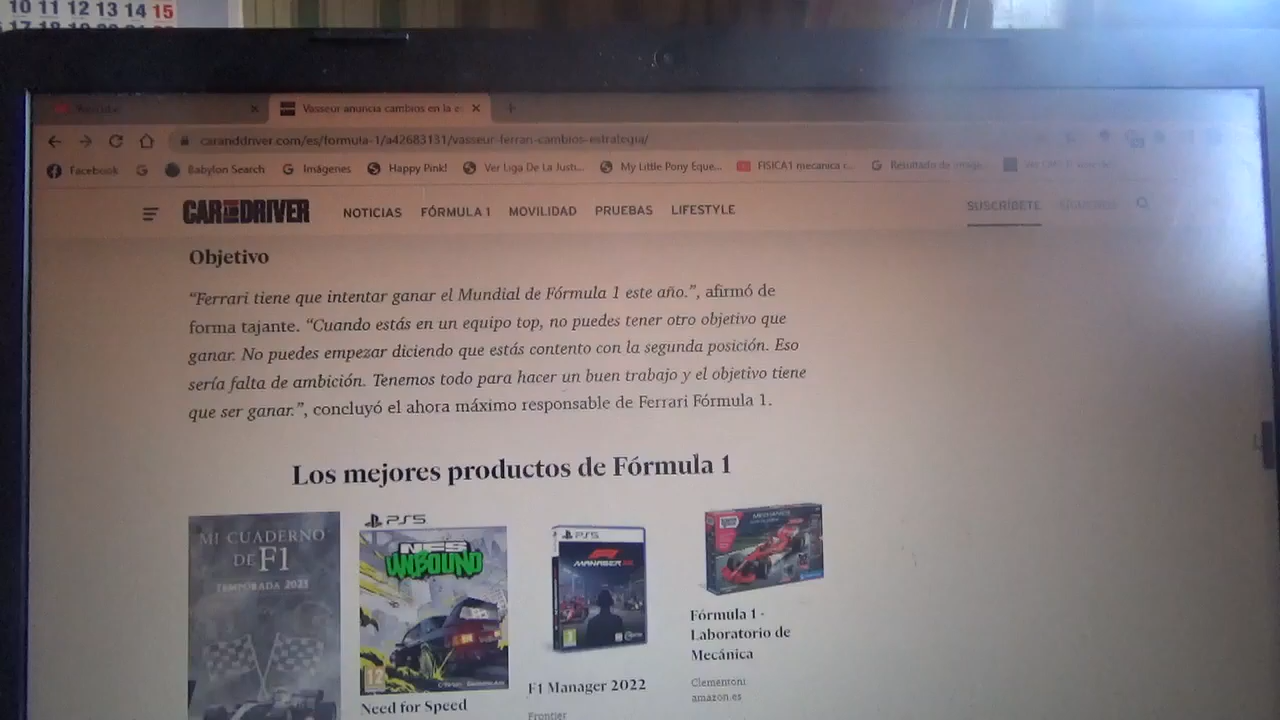 10 11 12 13 14 15
17 18
Vasseur anuncia cambios en la e
caranddriver.com/es/formula-1/a42683131/vasseur-ferrari-cambios-estrategia/
Facebook
Babylon Search
Imágenes
Happy Pink!
Ver Liga De La Justi...
My Little Pony Eque...
FISICA1 mecanica c...
Resultado de image...
CAR AND DRIVER
NOTICIAS
FÓRMULA 1
MOVILIDAD
PRUEBAS
LIFESTYLE
SUSCRÍBETE
Objetivo
“Ferrari tiene que intentar ganar el Mundial de Fórmula 1 este año.”, afirmó de
forma tajante. “Cuando estás en un equipo top, no puedes tener otro objetivo que
ganar. No puedes empezar diciendo que estás contento con la segunda posición. Eso
sería falta de ambición. Tenemos todo para hacer un buen trabajo y el objetivo tiene
que ser ganar.”, concluyó el ahora máximo responsable de Ferrari Fórmula 1.
Los mejores productos de Fórmula 1
MI CUADERNO
DE F1
TEMPORADA 2023
PS5
NFS
UNBOUND
12
Need for Speed
PS5
MANAGER 22
F1 Manager 2022
Frontier
MECHANICS
Fórmula 1 -
Laboratorio de
Mecánica
Clementoni
amazon.es